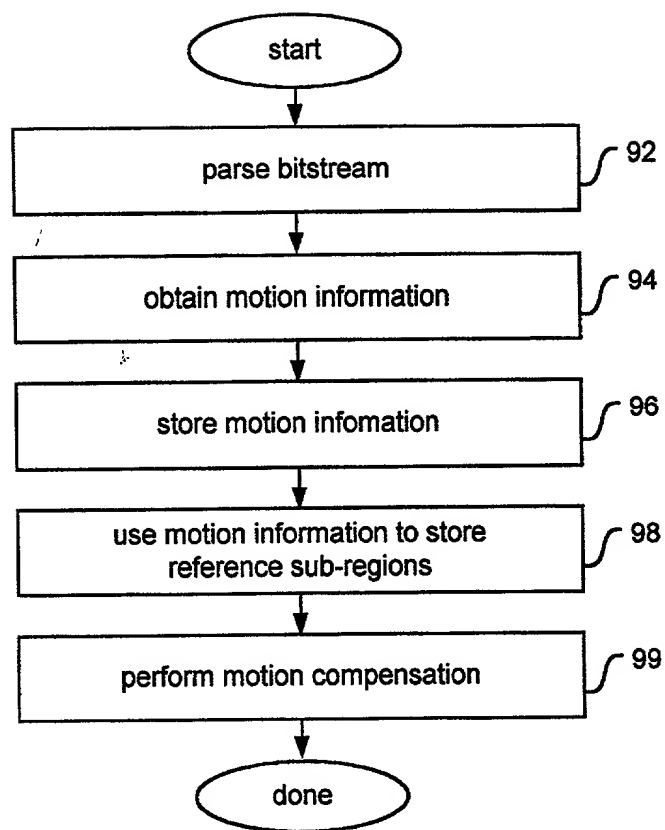 start
parse bitstream
92
obtain motion information
94
store motion infomation
96
use motion information to store
reference sub-regions
98
perform motion compensation
99
done